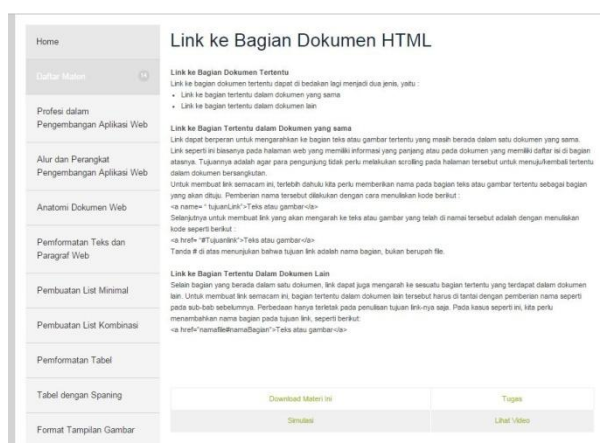 Home
Daftar Materi
Profesi dalam
Pengembangan Aplikasi Web
Alur dan Perangkat
Pengembangan Aplikasi Web
Anatomi Dokumen Web
Pemformatan Teks dan
Paragraf Web
Pembuatan List Minimal
Pembuatan List Kombinasi
Pemformatan Tabel
Tabel dengan Spaning
Format Tampilan Gambar
Link ke Bagian Dokumen HTML
Link ke Bagian Dokumen Tertentu
Link ke bagian dokumen tertentu dapat di bedakan lagi menjadi dua jenis, yaitu :
• Link ke bagian tertentu dalam dokumen yang sama
• Link ke bagian tertentu dalam dokumen lain
Link ke Bagian Tertentu dalam Dokumen yang sama
Link dapat berperan untuk mengarahkan ke bagian teks atau gambar tertentu yang masih berada dalam satu dokumen yang sama.
Link seperti ini biasanya pada halaman web yang memiliki informasi yang panjang atau pada dokumen yang memiliki daftar isi di bagian
atasnya. Tujuannya adalah agar para pengunjung tidak perlu melakukan scrolling pada halaman tersebut untuk menuju/kembali tertentu
dalam dokumen bersangkutan.
Untuk membuat link semacam ini, terlebih dahulu kita perlu memberikan nama pada bagian teks atau gambar tertentu sebagai bagian
yang akan dituju. Pemberian nama tersebut dilakukan dengan cara menuliskan kode berikut :
<a name= " tujuanLink">Teks atau gambar</a>
Selanjutnya untuk membuat link yang akan mengarah ke teks atau gambar yang telah di namai tersebut adalah dengan menuliskan
kode seperti berikut :
<a href= "#Tujuanlink">Teks atau gambar</a>
Tanda # di atas menunjukan bahwa tujuan link adalah nama bagian, bukan berupah file.
Link ke Bagian Tertentu Dalam Dokumen Lain
Selain bagian yang berada dalam satu dokumen, link dapat juga mengarah ke sesuatu bagian tertentu yang terdapat dalam dokumen
lain. Untuk membuat link semacam ini, bagian tertentu dalam dokumen lain tersebut harus di tantai dengan pemberian nama seperti
pada sub-bab sebelumnya. Perbedaan hanya terletak pada penulisan tujuan link-nya saja. Pada kasus seperti ini, kita perlu
menambahkan nama bagian pada tujuan link, seperti berikut:
<a href="namafile#namaBagian">Teks atau gambar</a>
Download Materi ini
Tugas
Simulasi
Lihat Video